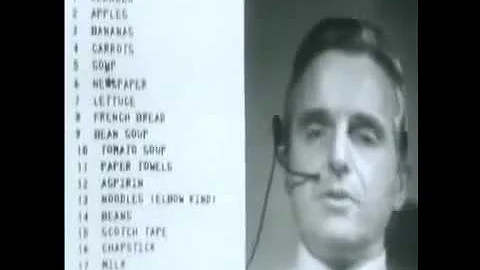 2 APPLES
3 BANANAS
4 CARROTS
5 SOUP
6 NEWSPAPER
7 LETTUCE
8 FRENCH BREAD
9 BEAN SOUP
10 TOMATO SOUP
11 PAPER TOWELS
12 ASPIRIN
13 NOODLES (ELBOW KIND)
14 BEANS
15 SCOTCH TAPE
16 CHAPSTICK
17 MILK